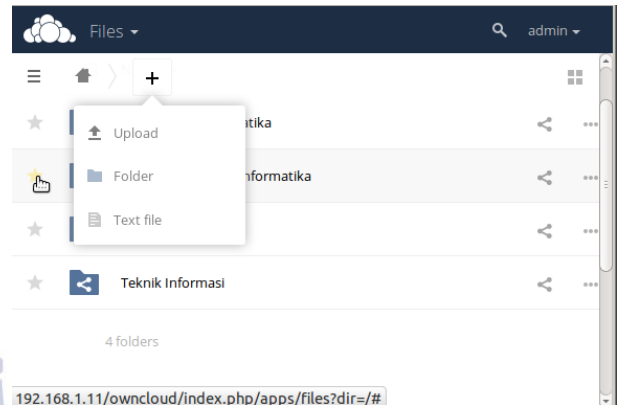 Files
admin
+
atika
Upload
Folder
nformatika
Text file
Teknik Informasi
4 folders
192.168.1.11/owncloud/index.php/apps/files?dir=/#